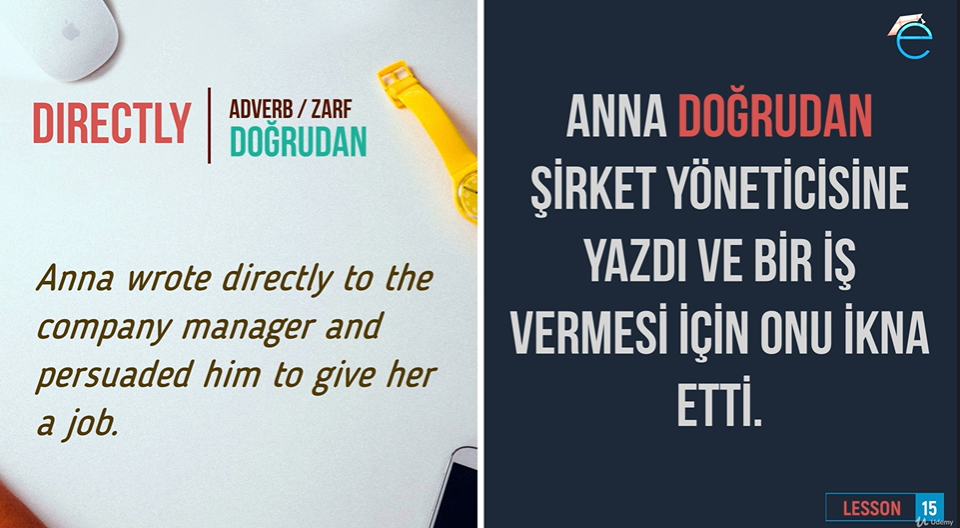 DIRECTLY
ADVERB / ZARF
DOĞRUDAN
Anna wrote directly to the
company manager and
persuaded him to give her
a job.
e
ANNA DOĞRUDAN
ŞİRKET YÖNETİCİSİNE
YAZDI VE BİR İŞ
VERMESİ İÇİN ONU İKNA
ETTİ.
LESSON 15
Udemy